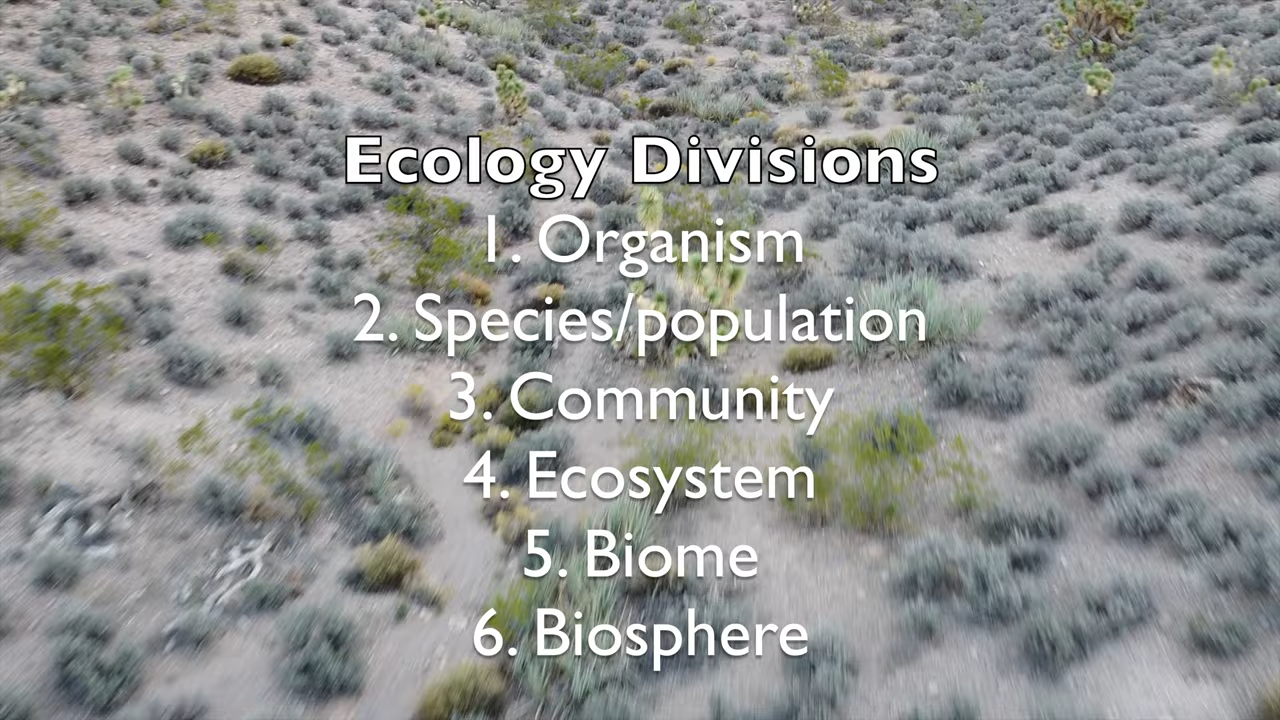 Ecology Divisions
1. Organism
2. Species/population
3. Community
4. Ecosystem
5. Biome
6. Biosphere